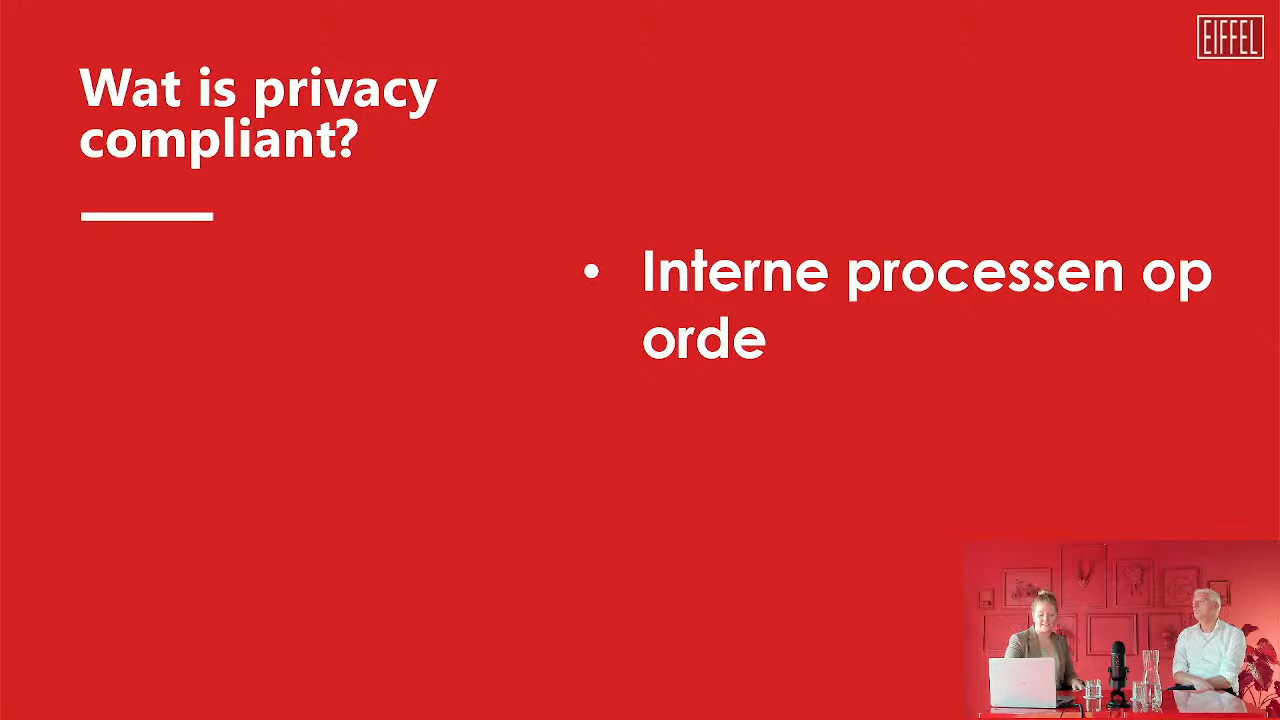 EIFFEL
Wat is privacy
compliant?
• Interne processen op
orde